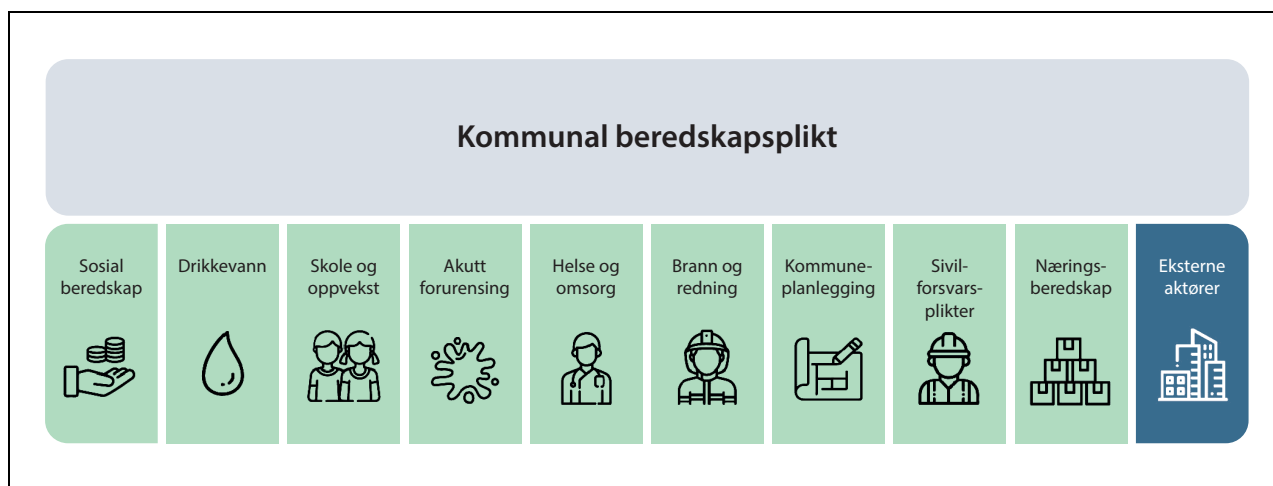 Kommunal beredskapsplikt
Sosial
beredskap
Drikkevann
Skole og
oppvekst
Akutt
forurensing
Helse og
omsorg
Brann og
redning
Kommune-
planlegging
Sivil-
forsvars-
plikter
Nærings-
beredskap
Eksterne
aktører